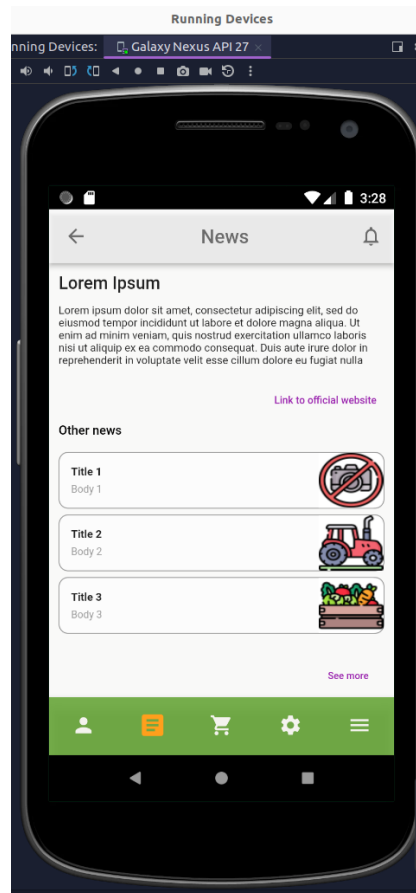 Running Devices
nning Devices:
Galaxy Nexus API 27
3:28
News
Lorem Ipsum
Lorem ipsum dolor sit amet, consectetur adipiscing elit, sed do
eiusmod tempor incididunt ut labore et dolore magna aliqua. Ut
enim ad minim veniam, quis nostrud exercitation ullamco laboris
nisi ut aliquip ex ea commodo consequat. Duis aute irure dolor in
reprehenderit in voluptate velit esse cillum dolore eu fugiat nulla
Link to official website
Other news
Title 1
Body 1
Title 2
Body 2
Title 3
Body 3
See more